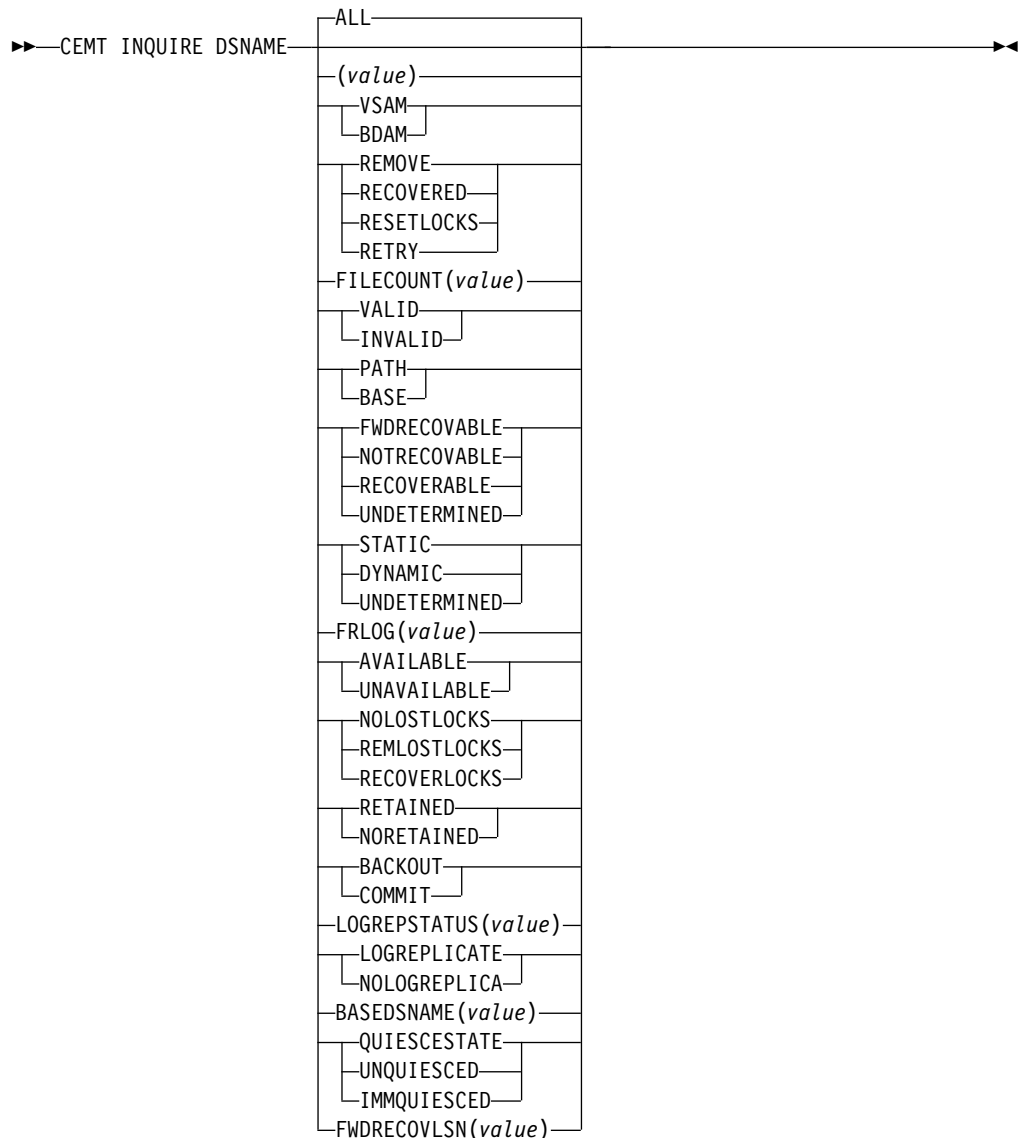 ALL
CEMT INQUIRE DSNAME
(value)
VSAM
BDAM
REMOVE
RECOVERED
RESETLOCKS
RETRY
FILECOUNT(value)
VALID
INVALID
PATH
BASE
FWDRECOVABLE
NOTRECOVABLE
RECOVERABLE
UNDETERMINED
STATIC
DYNAMIC
UNDETERMINED
FRLOG(value)
AVAILABLE
UNAVAILABLE
NOLOSTLOCKS
REMLOSTLOCKS
RECOVERLOCKS
RETAINED
NORETAINED
BACKOUT
COMMIT
LOGREPSTATUS(value)
LOGREPLICATE
NOLOGREPLICA
BASEDSNAME(value)
QUIESCESTATE
UNQUIESCED
IMMQUIESCED
FWDRECOVLSN(value)